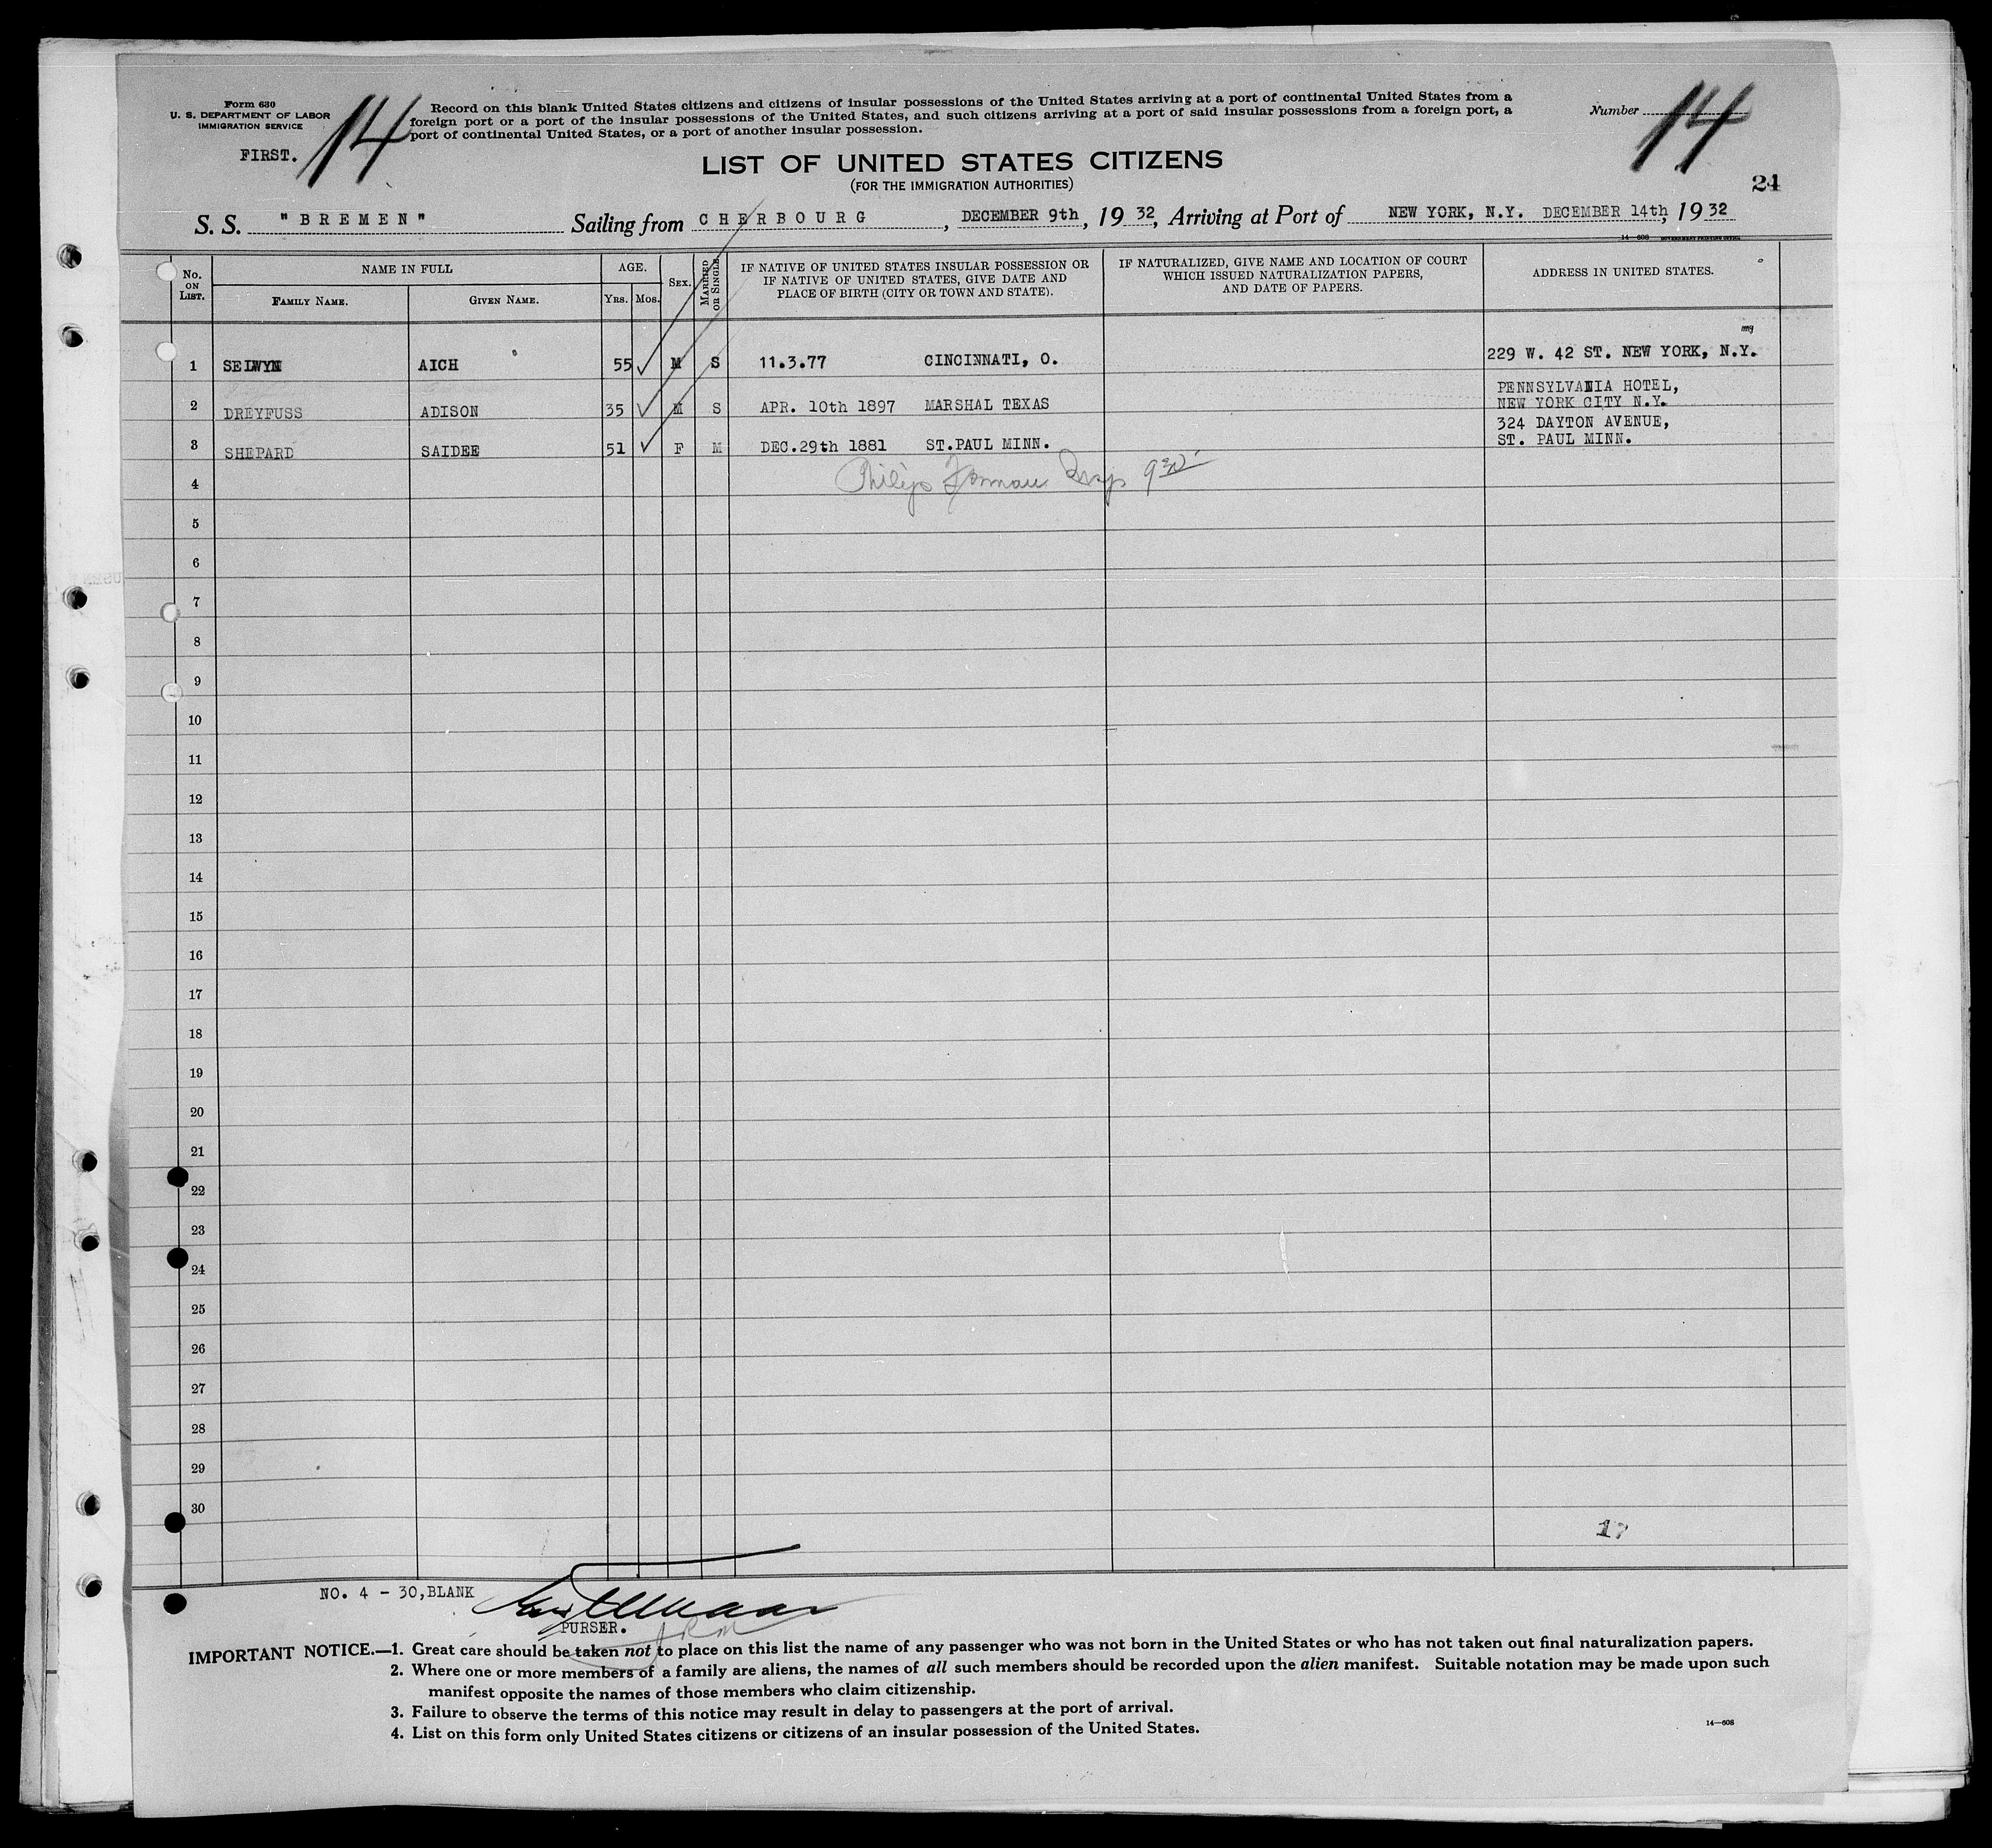 Form 630
U. S. DEPARTMENT OF LABOR
IMMIGRATION SERVICE
FIRST.
14
Record on this blank United States citizens and citizens of insular possessions of the United States arriving at a port of continental United States from a
foreign port or a port of the insular possessions of the United States, and such citizens arriving at a port of said insular possessions from a foreign port, a
port of continental United States, or a port of another insular possession.
Number 14
LIST OF UNITED STATES CITIZENS
(FOR THE IMMIGRATION AUTHORITIES)
24
S. S. "BREMEN" Sailing from CHERBOURG, DECEMBER 9th, 1932, Arriving at Port of NEW YORK, N.Y. DECEMBER 14th, 1932
14—608 GOVERNMENT PRINTING OFFICE
No. ON LIST. NAME IN FULL AGE. SEX. MARRIED OR SINGLE IF NATIVE OF UNITED STATES INSULAR POSSESSION OR IF NATIVE OF UNITED STATES, GIVE DATE AND PLACE OF BIRTH (CITY OR TOWN AND STATE). IF NATURALIZED, GIVE NAME AND LOCATION OF COURT WHICH ISSUED NATURALIZATION PAPERS, AND DATE OF PAPERS. ADDRESS IN UNITED STATES.
FAMILY NAME. GIVEN NAME. YRS. MOS.
1 SELWYN AICH 55 M S 11.3.77 CINCINNATI, O. 229 W. 42 ST. NEW YORK, N.Y.
2 DREYFUSS ADISON 35 M S APR. 10th 1897 MARSHAL TEXAS PENNSYLVANIA HOTEL,
NEW YORK CITY N.Y.
3 SHEPARD SAIDEE 51 F M DEC.29th 1881 ST.PAUL MINN. 324 DAYTON AVENUE,
ST. PAUL MINN.
Philip Forman Insp
4
5
6
7
8
9
10
11
12
13
14
15
16
17
18
19
20
21
22
23
24
25
26
27
28
29
30
17
NO. 4 - 30,BLANK
PURSER.
IMPORTANT NOTICE.—1. Great care should be taken not to place on this list the name of any passenger who was not born in the United States or who has not taken out final naturalization papers.
2. Where one or more members of a family are aliens, the names of all such members should be recorded upon the alien manifest. Suitable notation may be made upon such
manifest opposite the names of those members who claim citizenship.
3. Failure to observe the terms of this notice may result in delay to passengers at the port of arrival.
4. List on this form only United States citizens or citizens of an insular possession of the United States.
14—608